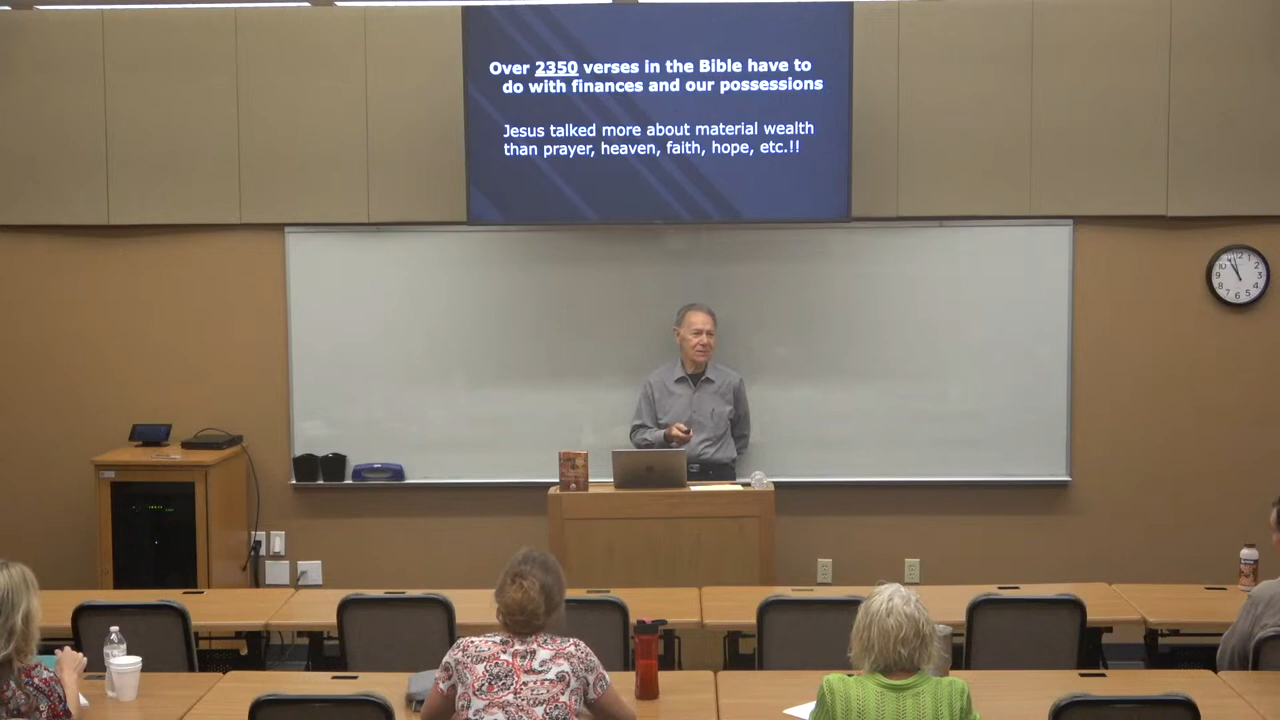 Over 2350 verses in the Bible have to
do with finances and our possessions
Jesus talked more about material wealth
than prayer, heaven, faith, hope, etc.!!